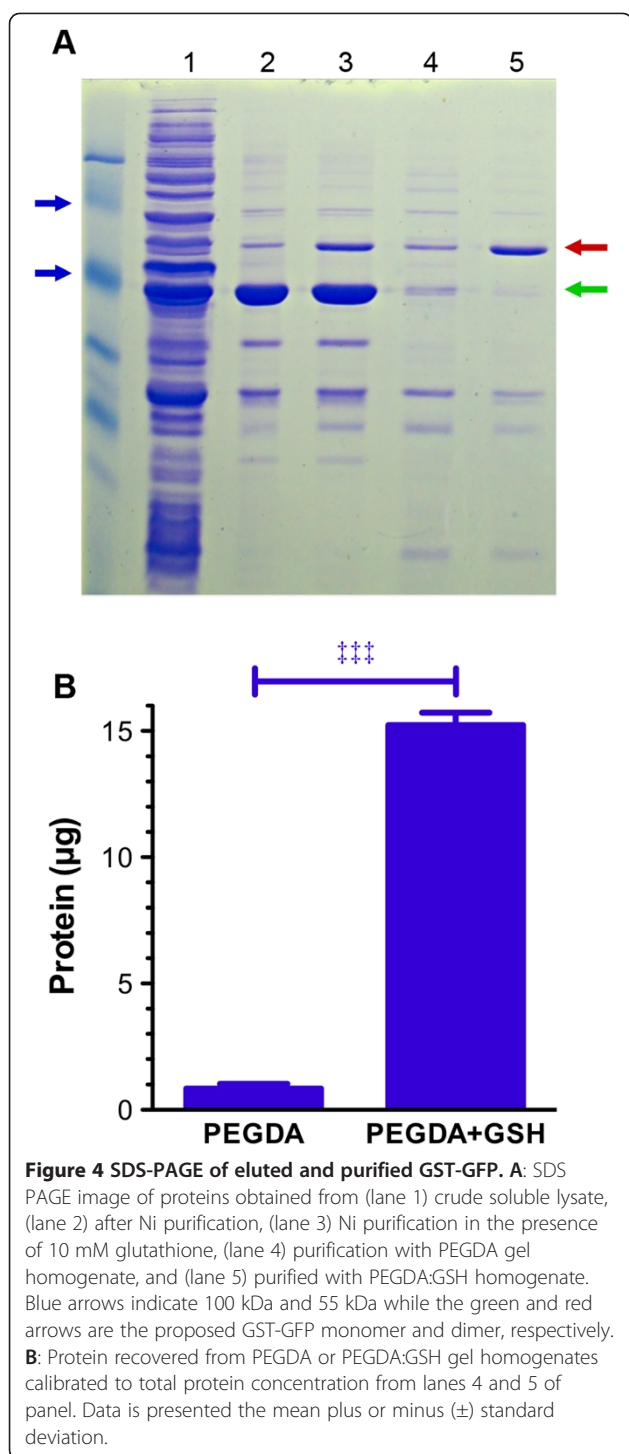 A
1 2 3 4 5
B
‡‡‡
Protein (µg)
15
10
5
0
PEGDA PEGDA+GSH
Figure 4 SDS-PAGE of eluted and purified GST-GFP. A: SDS
PAGE image of proteins obtained from (lane 1) crude soluble lysate,
(lane 2) after Ni purification, (lane 3) Ni purification in the presence
of 10 mM glutathione, (lane 4) purification with PEGDA gel
homogenate, and (lane 5) purified with PEGDA:GSH homogenate.
Blue arrows indicate 100 kDa and 55 kDa while the green and red
arrows are the proposed GST-GFP monomer and dimer, respectively.
B: Protein recovered from PEGDA or PEGDA:GSH gel homogenates
calibrated to total protein concentration from lanes 4 and 5 of
panel. Data is presented the mean plus or minus (±) standard
deviation.